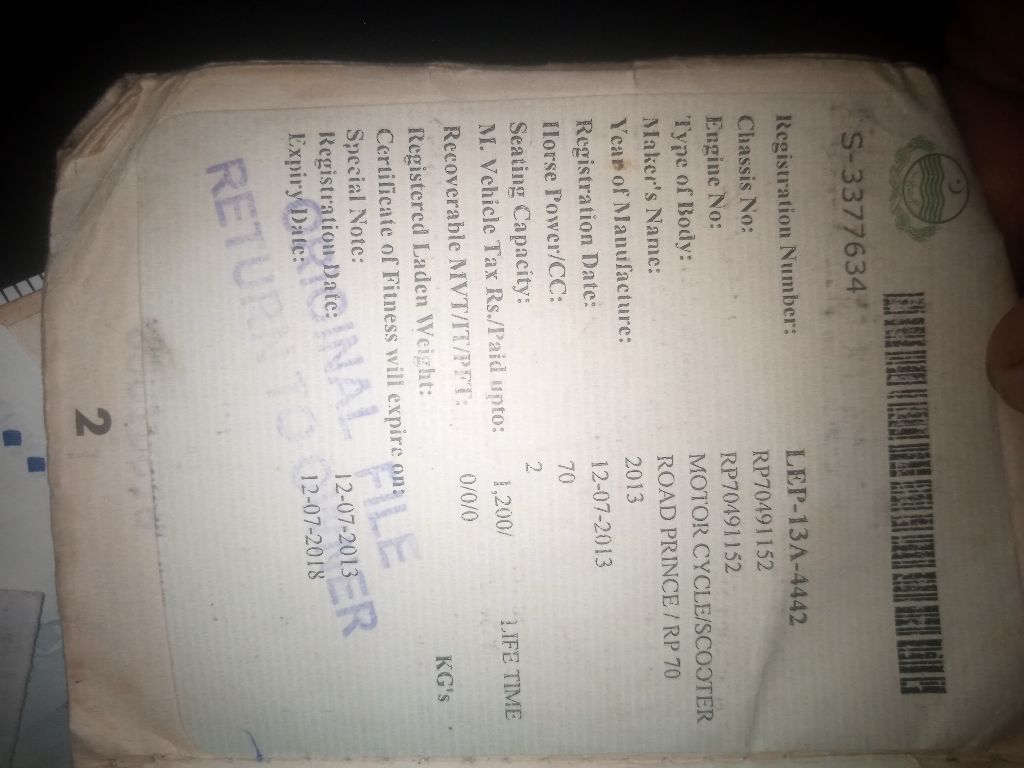 S-3377634
Registration Number: LEP-13A-4442
Chassis No: RP70491152
Engine No: RP70491152
Type of Body: MOTOR CYCLE/SCOOTER
Maker's Name: ROAD PRINCE / RP 70
Year of Manufacture: 2013
Registration Date: 12-07-2013
Horse Power/CC: 70
Seating Capacity: 2
M. Vehicle Tax Rs./Paid upto: 1,200/ LIFE TIME
Recoverable MVT/IT/PFT: 0/0/0
Registered Laden Weight: KG's
Certificate of Fitness will expire on:
Special Note:
Registration Date: 12-07-2013
Expiry Date: 12-07-2018
ORIGINAL FILE
RETURN TO OWNER
2